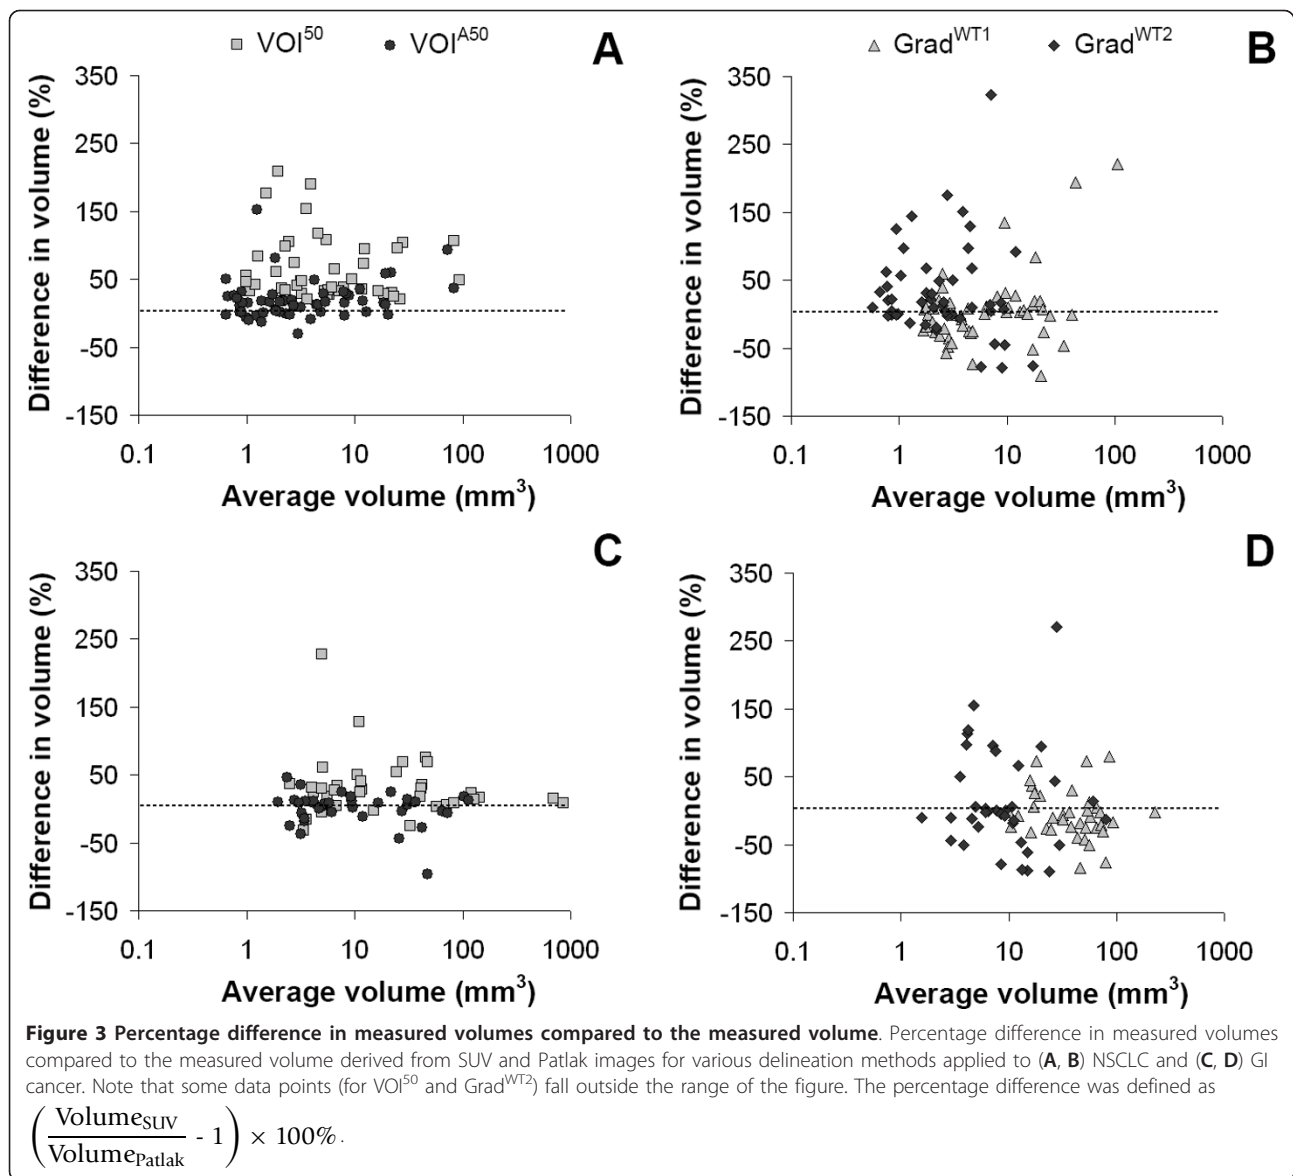 VOI50 VOIA50 A
350
250
150
50
-50
-150
Difference in volume (%)
0.1 1 10 100 1000
Average volume (mm3)
GradWT1 GradWT2 B
350
250
150
50
-50
-150
Difference in volume (%)
0.1 1 10 100 1000
Average volume (mm3)
C
350
250
150
50
-50
-150
Difference in volume (%)
0.1 1 10 100 1000
Average volume (mm3)
D
350
250
150
50
-50
-150
Difference in volume (%)
0.1 1 10 100 1000
Average volume (mm3)
Figure 3 Percentage difference in measured volumes compared to the measured volume. Percentage difference in measured volumes
compared to the measured volume derived from SUV and Patlak images for various delineation methods applied to (A, B) NSCLC and (C, D) GI
cancer. Note that some data points (for VOI50 and GradWT2) fall outside the range of the figure. The percentage difference was defined as
(VolumeSUV / VolumePatlak - 1) × 100%.